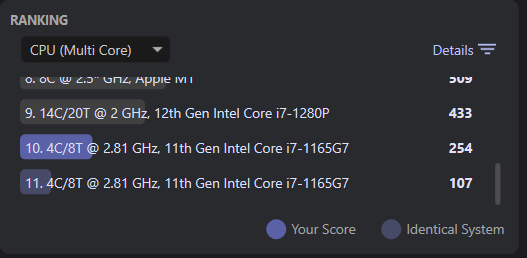 RANKING
CPU (Multi Core)
Details
8. 8C @ 2.5* GHz, Apple M1 509
9. 14C/20T @ 2 GHz, 12th Gen Intel Core i7-1280P 433
10. 4C/8T @ 2.81 GHz, 11th Gen Intel Core i7-1165G7 254
11. 4C/8T @ 2.81 GHz, 11th Gen Intel Core i7-1165G7 107
Your Score Identical System